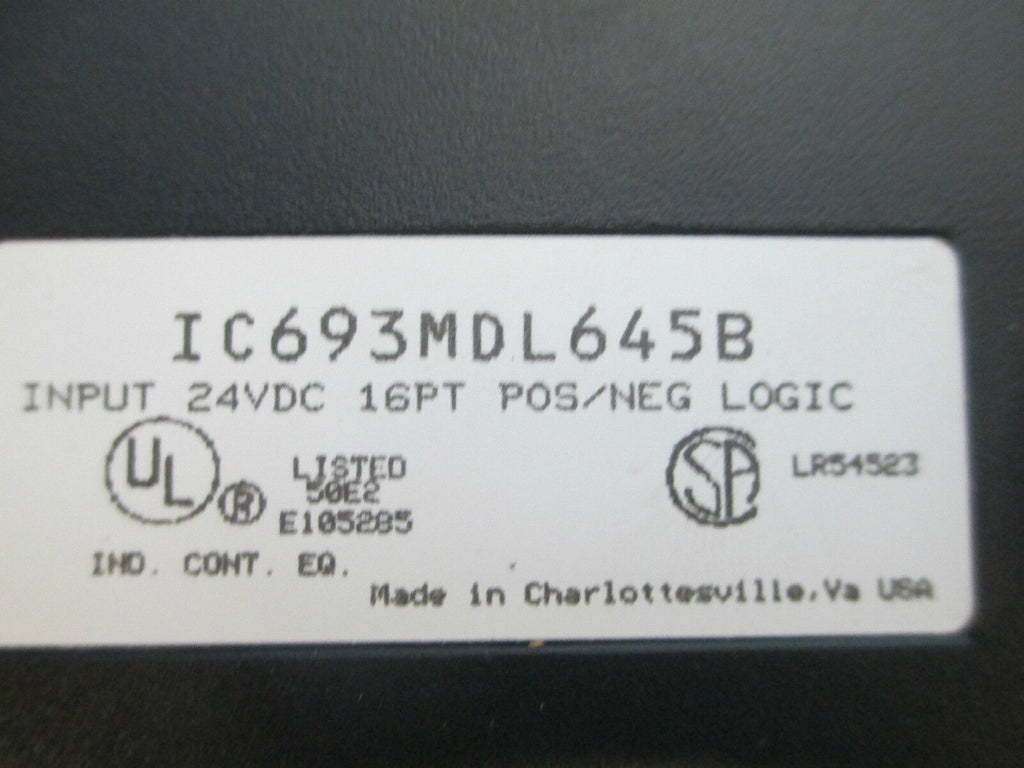 IC693MDL645B
INPUT 24VDC 16PT POS/NEG LOGIC
UL ®
LISTED
50E2
E105285
SA
LR54523
IND. CONT. EQ.
Made in Charlottesville,Va USA